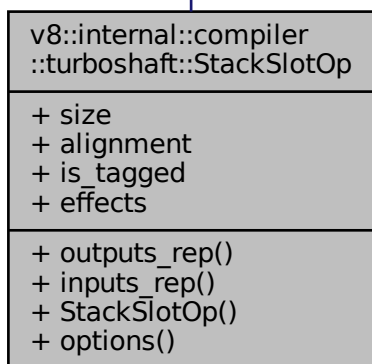 v8::internal::compiler
::turboshaft::StackSlotOp
+ size
+ alignment
+ is_tagged
+ effects
+ outputs_rep()
+ inputs_rep()
+ StackSlotOp()
+ options()